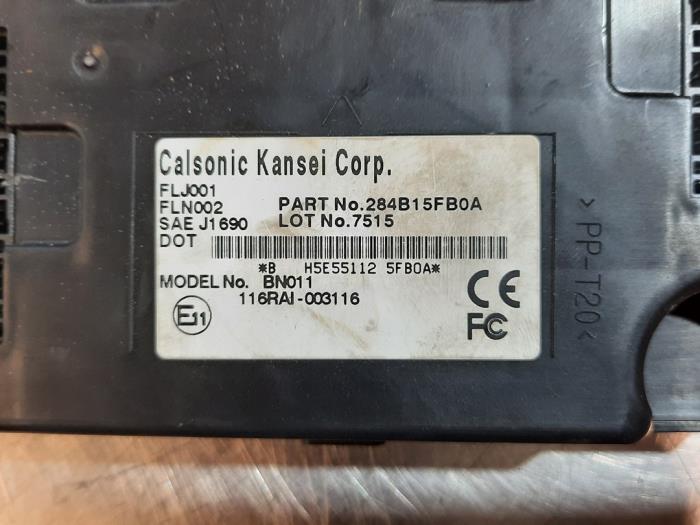 Calsonic Kansei Corp.
FLJ001
FLN002 PART No.284B15FB0A
SAE J1690 LOT No.7515
DOT
*B H5E55112 5FB0A*
MODEL No. BN011
116RAI-003116
E11
CE
FC
>PP-T20<